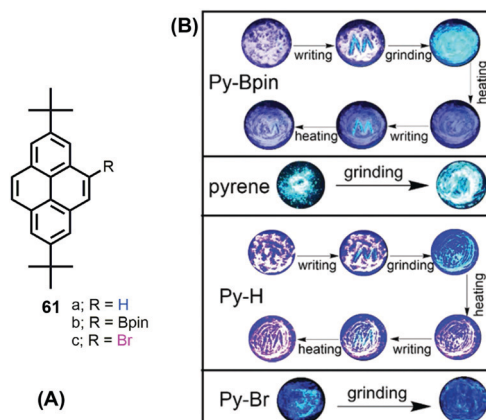 R
61
a; R = H
b; R = Bpin
c; R = Br
(A)
(B)
Py-Bpin
writing
grinding
heating
writing
heating
pyrene
grinding
Py-H
writing
grinding
heating
writing
heating
Py-Br
grinding